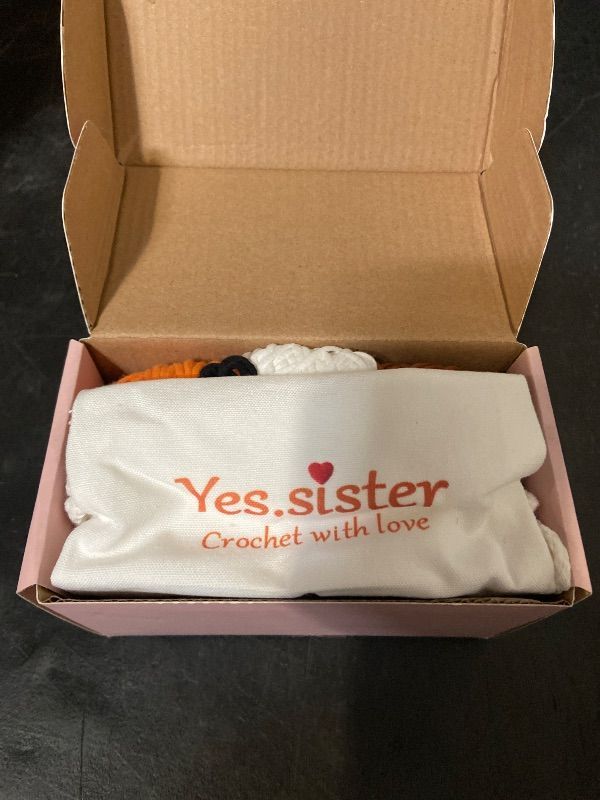 Yes.sister
Crochet with love